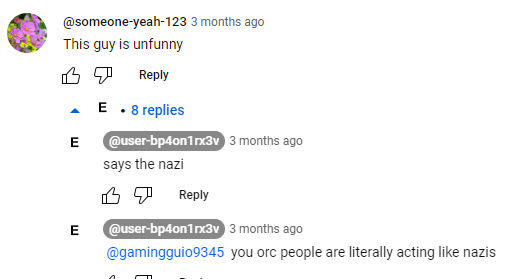 @someone-yeah-123 3 months ago
This guy is unfunny
Reply
E • 8 replies
E @user-bp4on1rx3v 3 months ago
says the nazi
Reply
E @user-bp4on1rx3v 3 months ago
@gamingguio9345 you orc people are literally acting like nazis